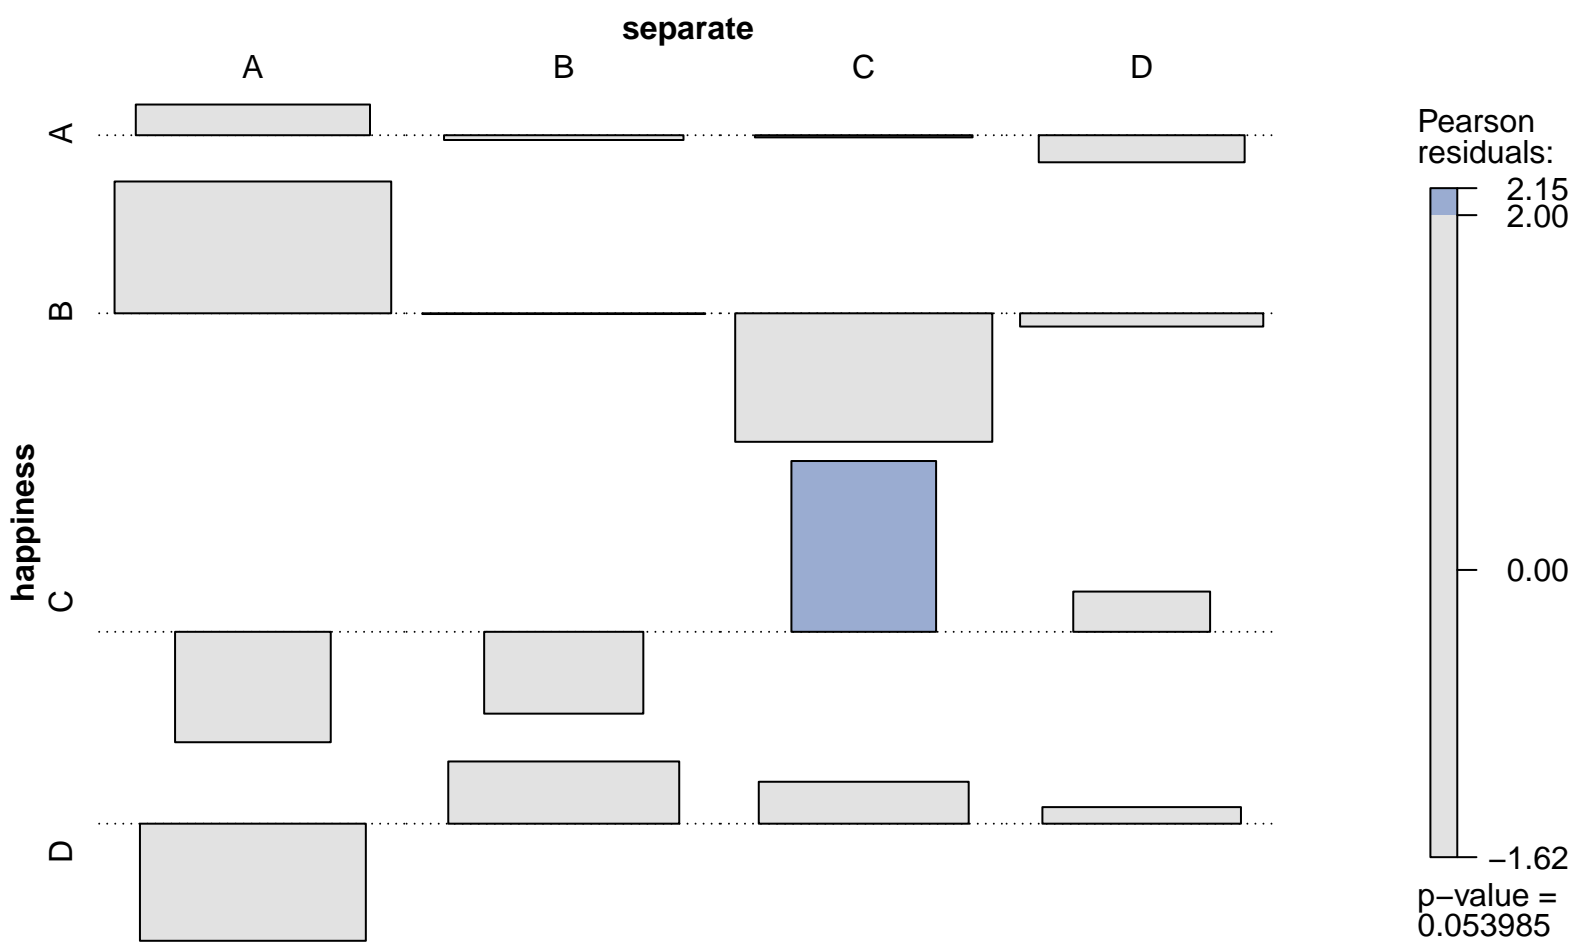 separate
A B C D
A
B
C
D
happiness
Pearson
residuals:
2.15
2.00
0.00
−1.62
p−value =
0.053985